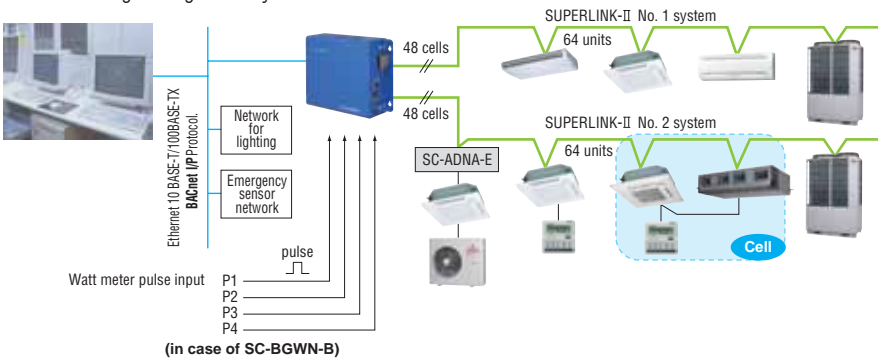 SUPERLINK-II No. 1 system
48 cells
64 units
48 cells
SUPERLINK-II No. 2 system
64 units
SC-ADNA-E
Cell
Ethernet 10 BASE-T/100BASE-TX
BACnet I/P Protocol.
Network
for
lighting
Emergency
sensor
network
pulse
Watt meter pulse input
P1
P2
P3
P4
(in case of SC-BGWN-B)